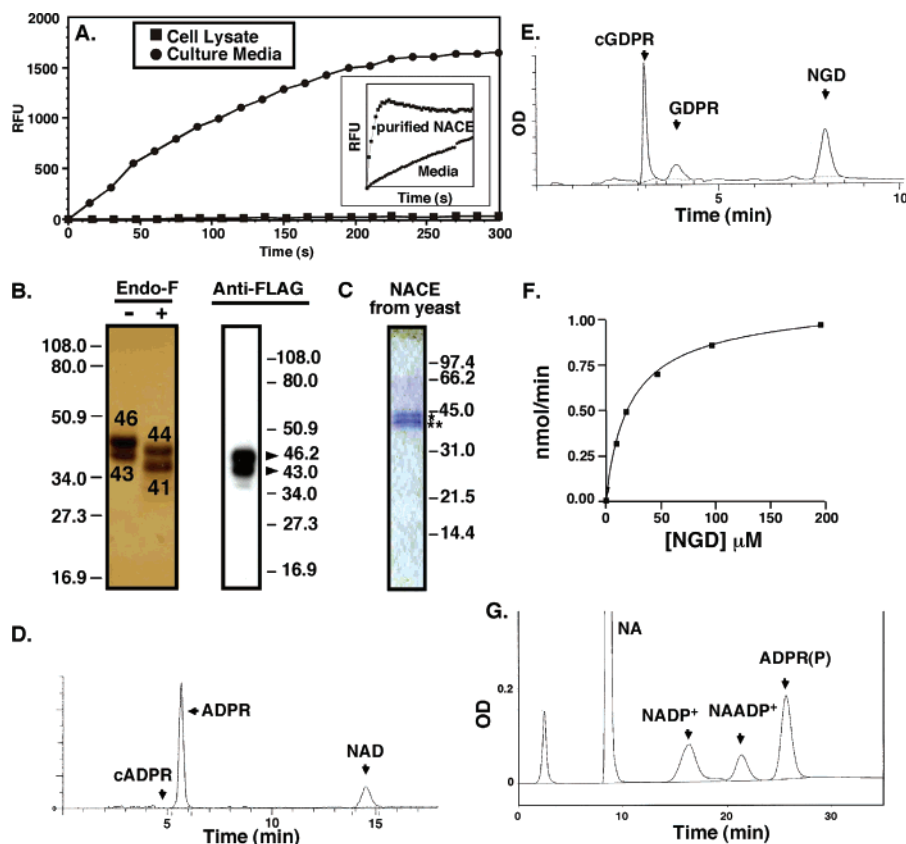 A.
Cell Lysate
Culture Media
2000
1500
1000
500
0
RFU
0 50 100 150 200 250 300
Time (s)
RFU
purified NACE
Media
Time (s)
E.
cGDPR
GDPR
NGD
OD
5 10
Time (min)
B.
Endo-F
- +
108.0
80.0
50.9
34.0
27.3
16.9
46
43
44
41
Anti-FLAG
108.0
80.0
50.9
46.2
43.0
34.0
27.3
16.9
C
NACE
from yeast
97.4
66.2
45.0
*
**
31.0
21.5
14.4
F.
1.00
0.75
0.50
0.25
0.00
nmol/min
0 50 100 150 200
[NGD] μM
D.
cADPR
ADPR
NAD
5 10 15
Time (min)
G.
NA
NADP+
NAADP+
ADPR(P)
OD
0.2
0
0 10 20 30
Time (min)